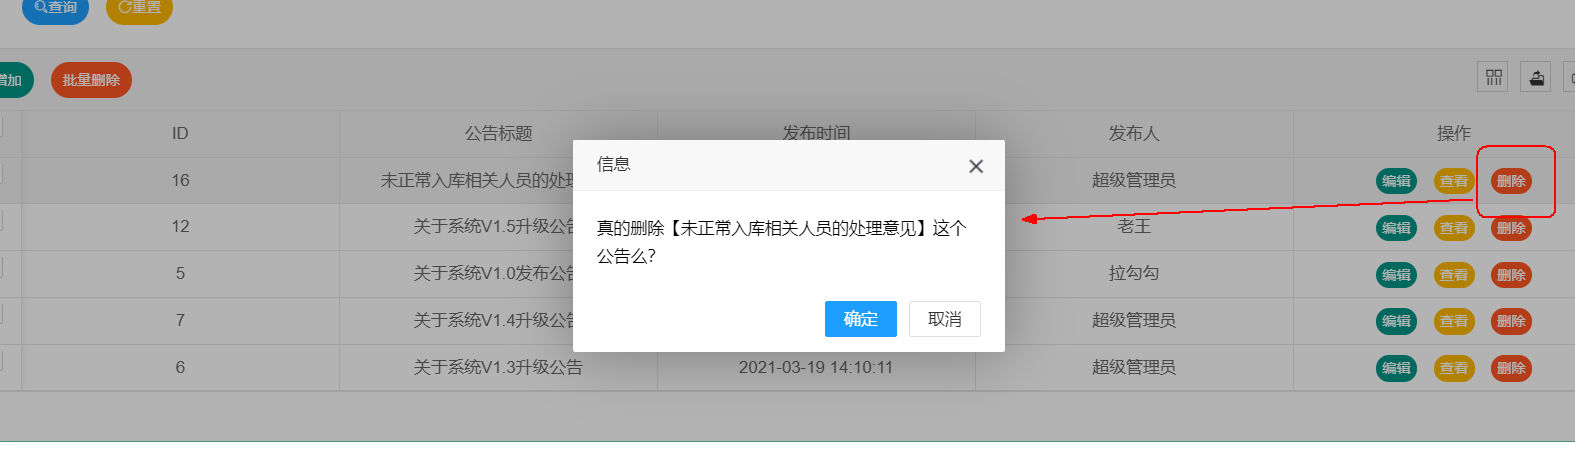 查询 重置
增加 批量删除
ID 公告标题 发布时间 发布人 操作
信息
16 未正常入库相关人员的处理 超级管理员 编辑 查看 删除
12 关于系统V1.5升级公告 老王 编辑 查看 删除
真的删除【未正常入库相关人员的处理意见】这个
公告么?
5 关于系统V1.0发布公告 拉勾勾 编辑 查看 删除
7 关于系统V1.4升级公告 超级管理员 编辑 查看 删除
确定 取消
6 关于系统V1.3升级公告 2021-03-19 14:10:11 超级管理员 编辑 查看 删除